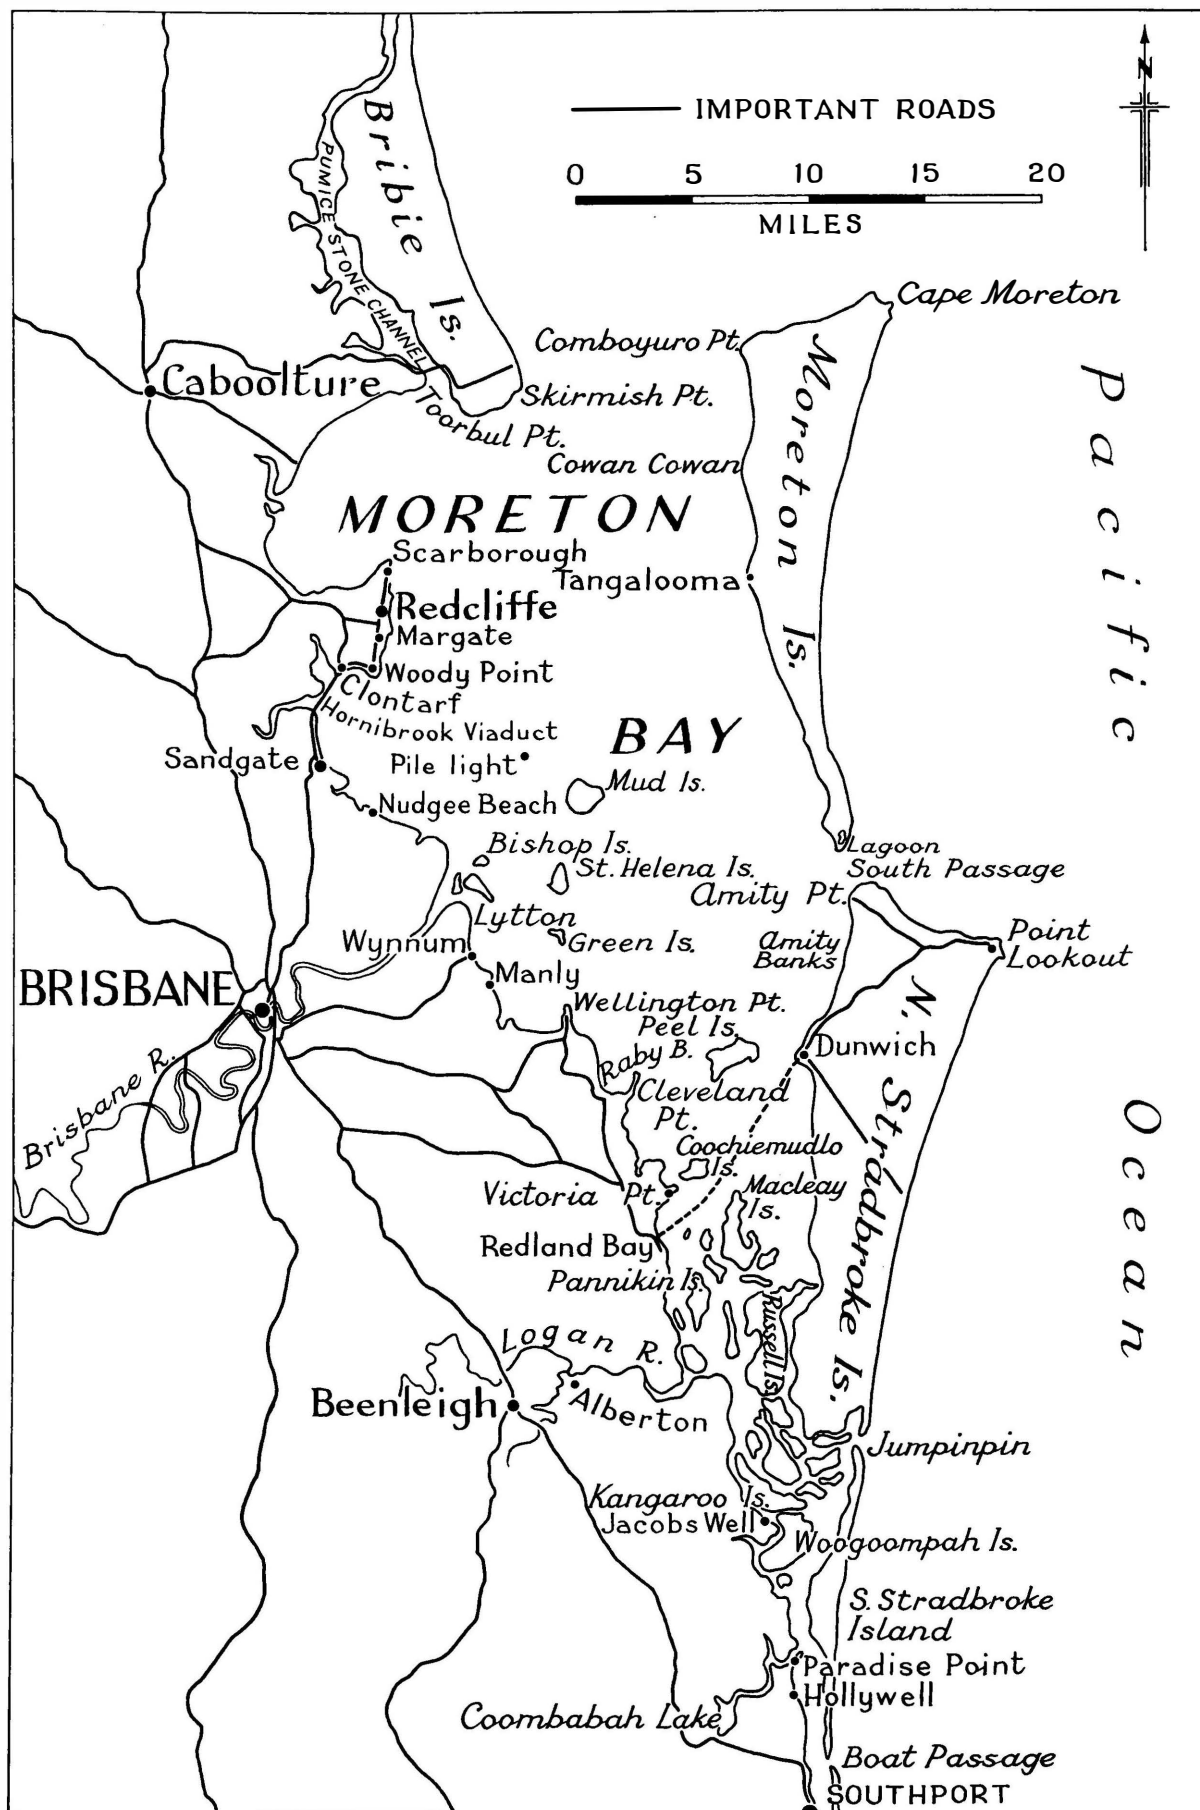 N
IMPORTANT ROADS
0 5 10 15 20
MILES
Bribie Is.
PUMICE STONE CHANNEL
Cape Moreton
Comboyuro Pt.
Moreton Is.
Pacific Ocean
Caboolture
Skirmish Pt.
Toorbul Pt.
Cowan Cowan
MORETON BAY
Scarborough
Tangalooma
Redcliffe
Margate
Woody Point
Clontarf
Hornibrook Viaduct
Sandgate
Pile light
Mud Is.
Nudgee Beach
Bishop Is.
Lagoon
St. Helena Is.
South Passage
Amity Pt.
Lytton
Wynnum
Green Is.
Amity
Banks
Point
Lookout
Manly
BRISBANE
Wellington Pt.
Peel Is.
N. Stradbroke Is.
Dunwich
Raby B.
Brisbane R.
Cleveland
Pt.
Coochiemudlo
Is.
Victoria Pt.
Macleay
Is.
Redland Bay
Pannikin Is.
Russell Is.
Logan R.
Beenleigh
Alberton
Jumpinpin
Kangaroo Is.
Jacobs Well
Woogoompah Is.
S. Stradbroke
Island
Paradise Point
Hollywell
Coombabah Lake
Boat Passage
SOUTHPORT